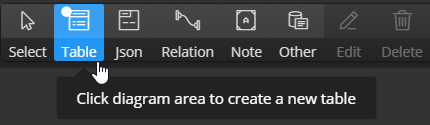 Select Table Json Relation Note Other Edit Delete
Click diagram area to create a new table